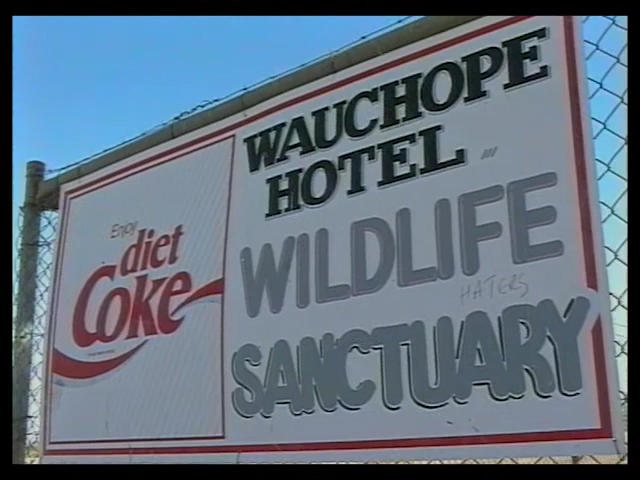 Enjoy
diet
Coke
WAUCHOPE
HOTEL
WILDLIFE
HATERS
SANCTUARY